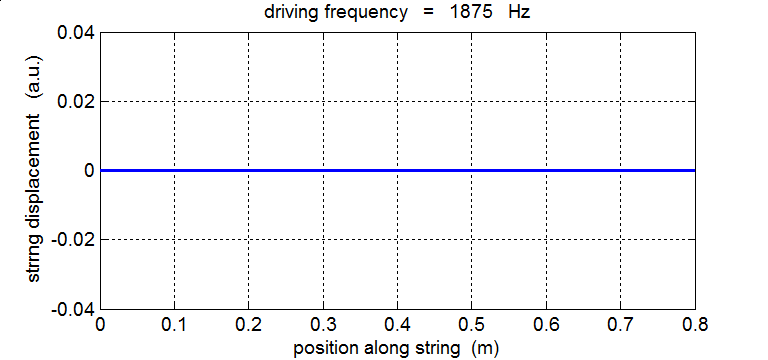 driving frequency = 1875 Hz
0.04
0.02
0
-0.02
-0.04
strrng displacement (a.u.)
0 0.1 0.2 0.3 0.4 0.5 0.6 0.7 0.8
position along string (m)